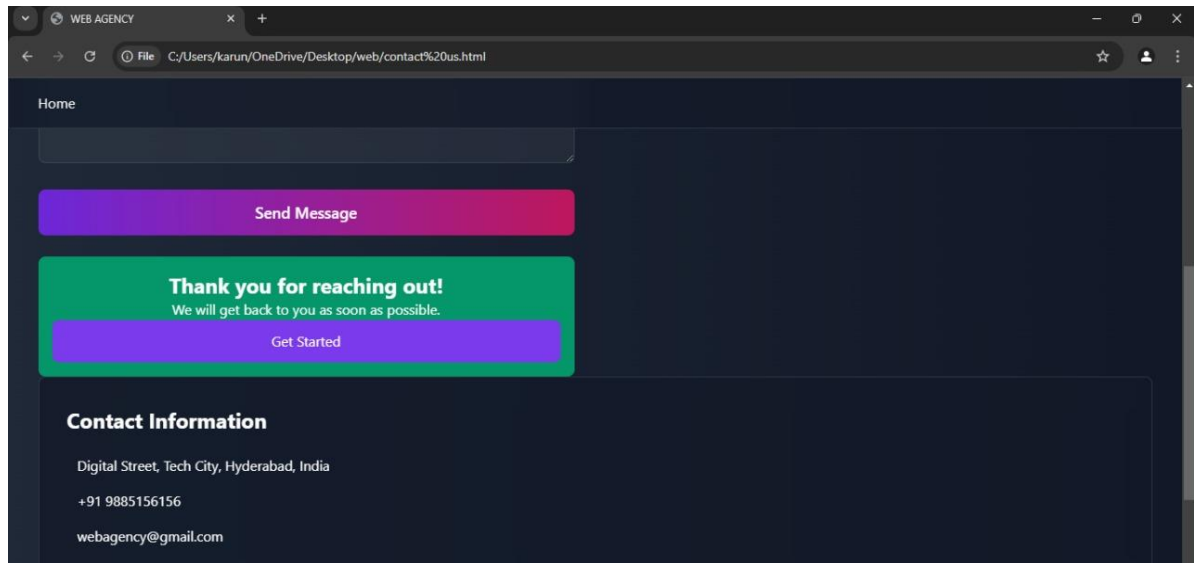 WEB AGENCY
File C:/Users/karun/OneDrive/Desktop/web/contact%20us.html
Home
Send Message
Thank you for reaching out!
We will get back to you as soon as possible.
Get Started
Contact Information
Digital Street, Tech City, Hyderabad, India
+91 9885156156
webagency@gmail.com